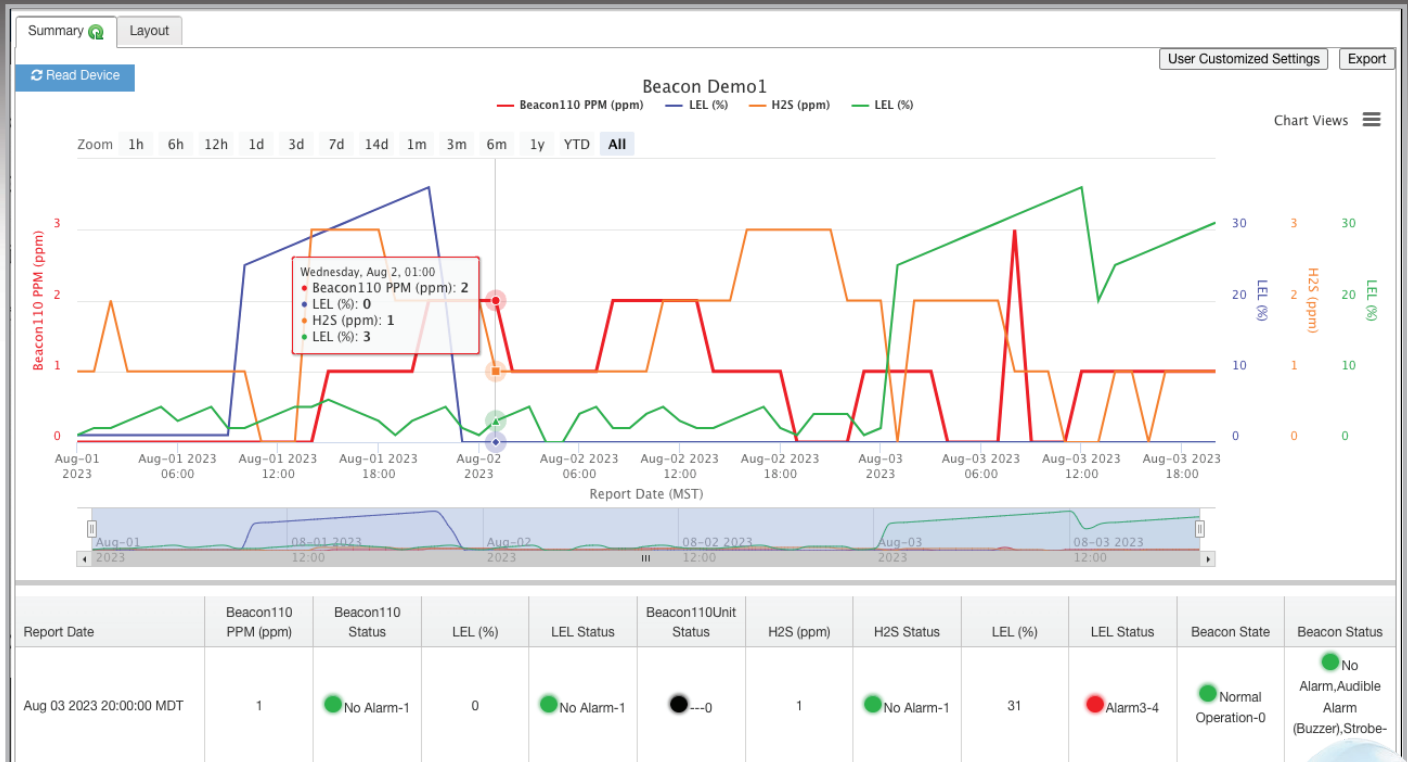 Summary
Layout
User Customized Settings
Export
Read Device
Beacon Demo1
Beacon110 PPM (ppm)
LEL (%)
H2S (ppm)
LEL (%)
Chart Views
Zoom 1h 6h 12h 1d 3d 7d 14d 1m 3m 6m 1y YTD All
Beacon110 PPM (ppm)
3
2
1
0
Wednesday, Aug 2, 01:00
Beacon110 PPM (ppm): 2
LEL (%): 0
H2S (ppm): 1
LEL (%): 3
30
20
10
0
LEL (%)
3
2
1
0
H2S (ppm)
30
20
10
0
LEL (%)
Aug-01
2023
Aug-01 2023
06:00
Aug-01 2023
12:00
Aug-01 2023
18:00
Aug-02
2023
Aug-02 2023
06:00
Aug-02 2023
12:00
Aug-02 2023
18:00
Aug-03
2023
Aug-03 2023
06:00
Aug-03 2023
12:00
Aug-03 2023
18:00
Report Date (MST)
Aug-01
2023
08-01 2023
12:00
Aug-02
2023
08-02 2023
12:00
Aug-03
2023
08-03 2023
12:00
Report Date
Beacon110
PPM (ppm)
Beacon110
Status
LEL (%)
LEL Status
Beacon110Unit
Status
H2S (ppm)
H2S Status
LEL (%)
LEL Status
Beacon State
Beacon Status
Aug 03 2023 20:00:00 MDT
1
No Alarm-1
0
No Alarm-1
---0
1
No Alarm-1
31
Alarm3-4
Normal
Operation-0
No
Alarm,Audible
Alarm
(Buzzer),Strobe-